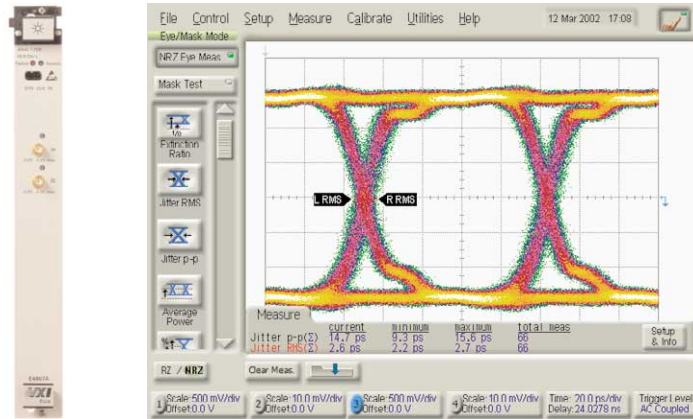 File Control Setup Measure Calibrate Utilities Help 12 Mar 2002 17:08
Eye/Mask Mode
NRZ Eye Meas
Mask Test
Extinction
Ratio
Jitter RMS
Jitter p-p
Average
Power
L RMS R RMS
Measure
current minimum maximum total meas
Jitter p-p(Σ) 14.7 ps 9.3 ps 15.6 ps 66
Jitter RMS(Σ) 2.6 ps 2.2 ps 2.7 ps 66
Setup
& Info
RZ / NRZ
Clear Meas.
1 Scale: 500 mV/div
Offset: 0.0 V
2 Scale: 10.0 mV/div
Offset: 0.0 V
3 Scale: 500 mV/div
Offset: 0.0 V
4 Scale: 10.0 mV/div
Offset: 0.0 V
Time: 20.0 ps/div
Delay: 24.0278 ns
Trigger Level
AC Coupled
VXI